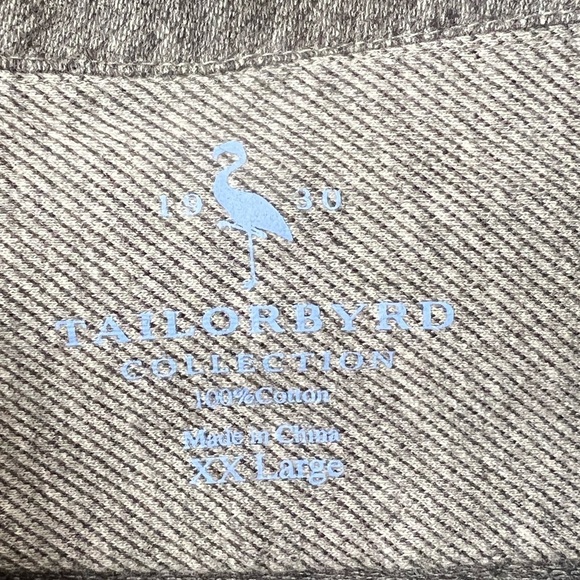 19 30
TAILORBYRD
COLLECTION
100% Cotton
Made in China
XX Large